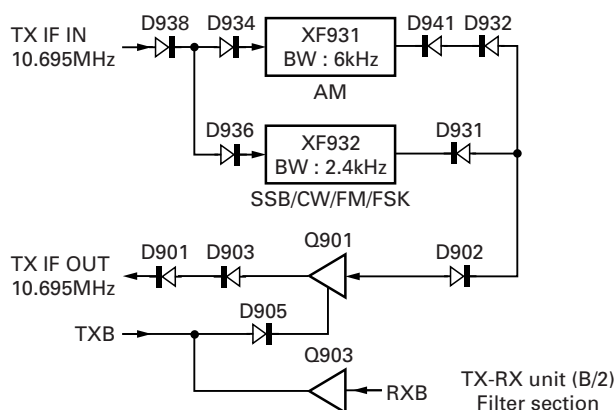 D938 D934 D941 D932
TX IF IN
10.695MHz
XF931
BW : 6kHz
AM
D936
XF932
BW : 2.4kHz
D931
SSB/CW/FM/FSK
TX IF OUT
10.695MHz
D901 D903
Q901
D902
TXB
D905
Q903
RXB
TX-RX unit (B/2)
Filter section